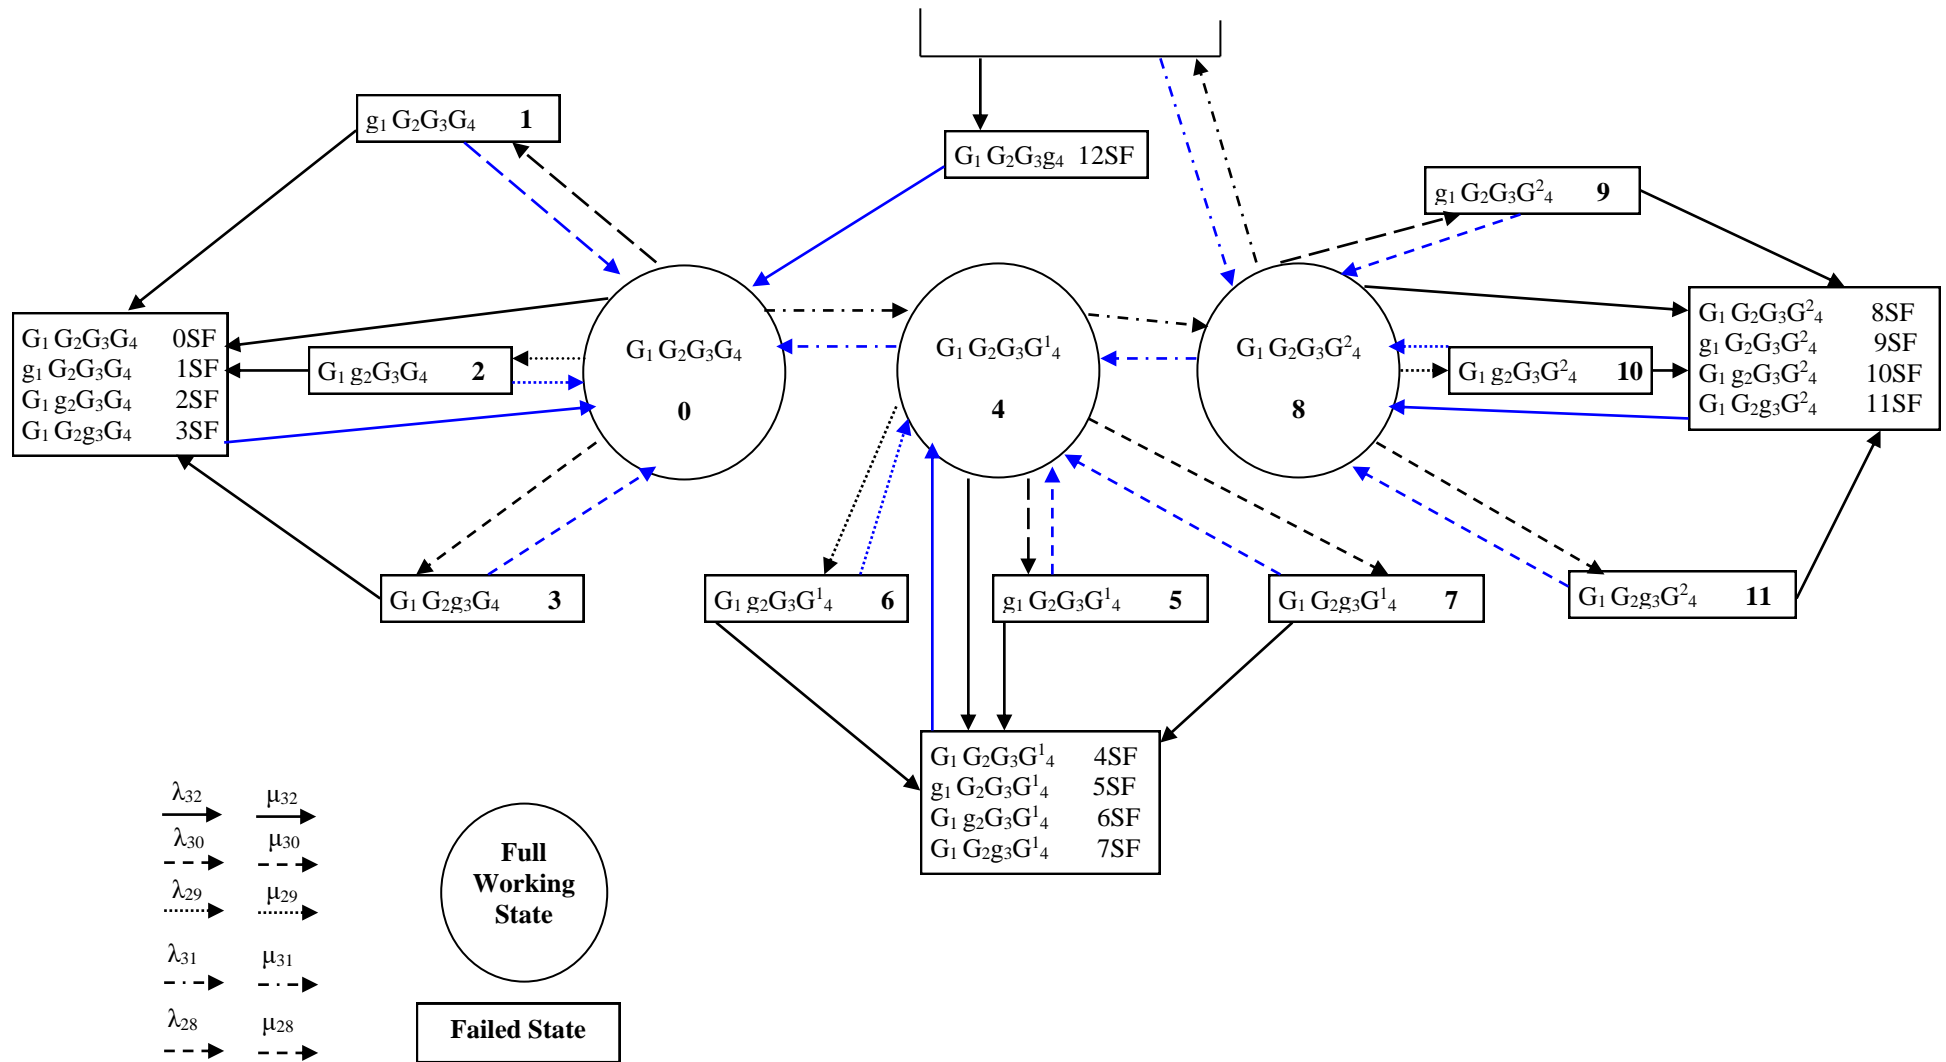 g₁ G₂G₃G₄ 1
G₁ G₂G₃g₄ 12SF
g₁ G₂G₃G²₄ 9
G₁ G₂G₃G₄ 0SF
g₁ G₂G₃G₄ 1SF
G₁ g₂G₃G₄ 2SF
G₁ G₂g₃G₄ 3SF
G₁ g₂G₃G₄ 2
G₁ G₂G₃G₄
0
G₁ G₂G₃G¹₄
4
G₁ G₂G₃G²₄
8
G₁ g₂G₃G²₄ 10
G₁ G₂G₃G²₄ 8SF
g₁ G₂G₃G²₄ 9SF
G₁ g₂G₃G²₄ 10SF
G₁ G₂g₃G²₄ 11SF
G₁ G₂g₃G₄ 3
G₁ g₂G₃G¹₄ 6
g₁ G₂G₃G¹₄ 5
G₁ G₂g₃G¹₄ 7
G₁ G₂g₃G²₄ 11
G₁ G₂G₃G¹₄ 4SF
g₁ G₂G₃G¹₄ 5SF
G₁ g₂G₃G¹₄ 6SF
G₁ G₂g₃G¹₄ 7SF
λ₃₂ μ₃₂
λ₃₀ μ₃₀
λ₂₉ μ₂₉
λ₃₁ μ₃₁
λ₂₈ μ₂₈
Full
Working
State
Failed State